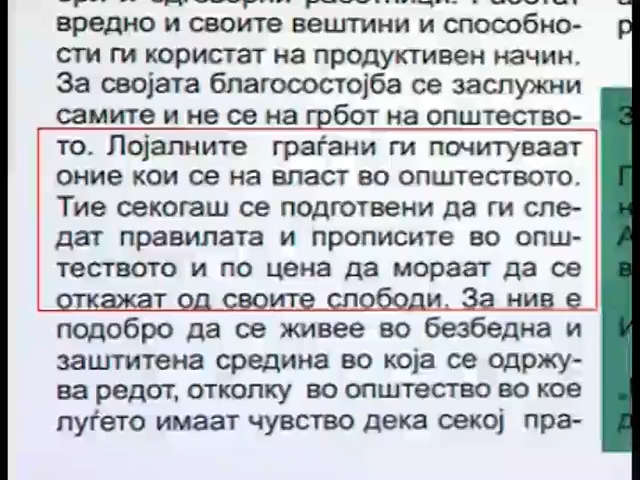 вредно и своите вештини и способно-
сти ги користат на продуктивен начин.
За својата благосостојба се заслужни
самите и не се на грбот на општество-
то. Лојалните граѓани ги почитуваат
оние кои се на власт во општеството.
Тие секогаш се подготвени да ги сле-
дат правилата и прописите во опш-
теството и по цена да мораат да се
откажат од своите слободи. За нив е
подобро да се живее во безбедна и
заштитена средина во која се одржу-
ва редот, отколку во општество во кое
луѓето имаат чувство дека секој пра-